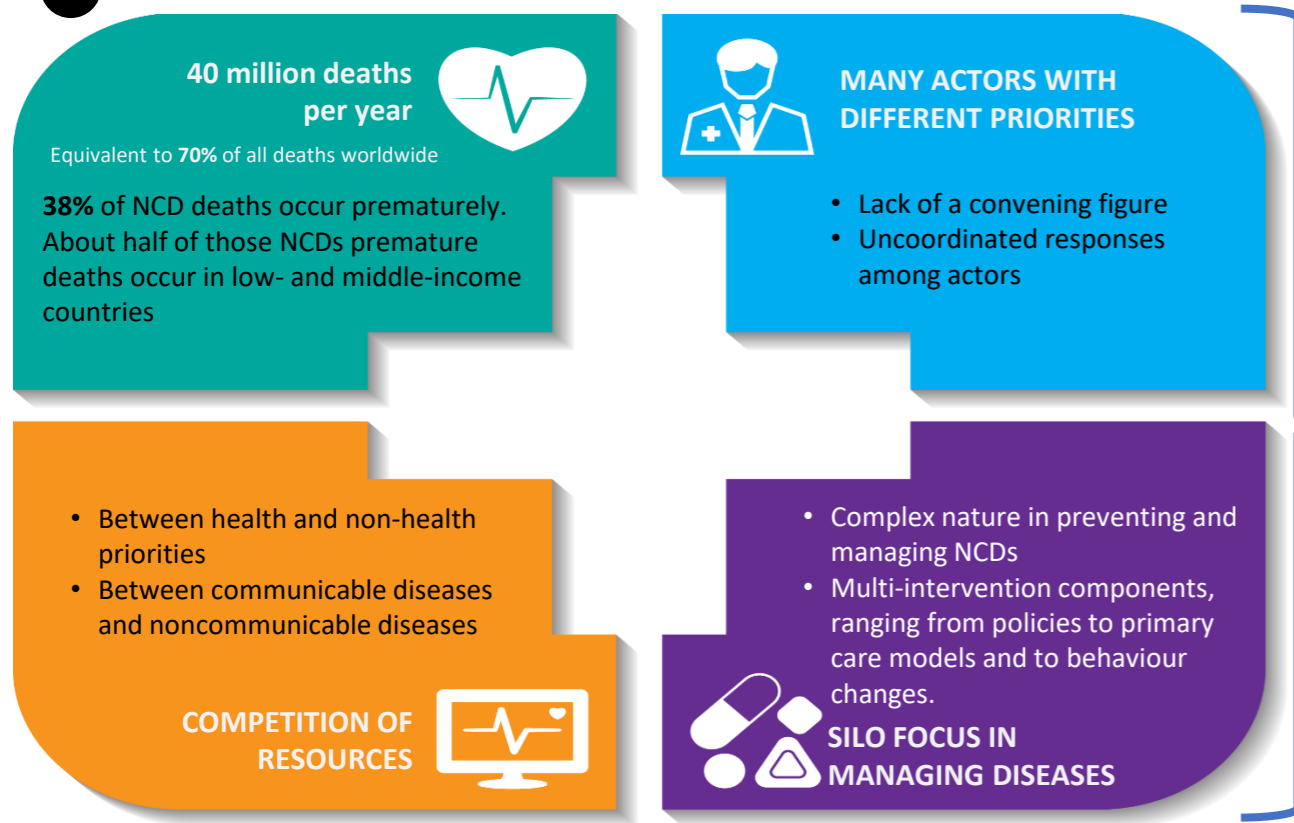 40 million deaths
per year
Equivalent to 70% of all deaths worldwide
38% of NCD deaths occur prematurely.
About half of those NCDs premature
deaths occur in low- and middle-income
countries
MANY ACTORS WITH
DIFFERENT PRIORITIES
• Lack of a convening figure
• Uncoordinated responses
among actors
• Between health and non-health
priorities
• Between communicable diseases
and noncommunicable diseases
COMPETITION OF
RESOURCES
• Complex nature in preventing and
managing NCDs
• Multi-intervention components,
ranging from policies to primary
care models and to behaviour
changes.
SILO FOCUS IN
MANAGING DISEASES